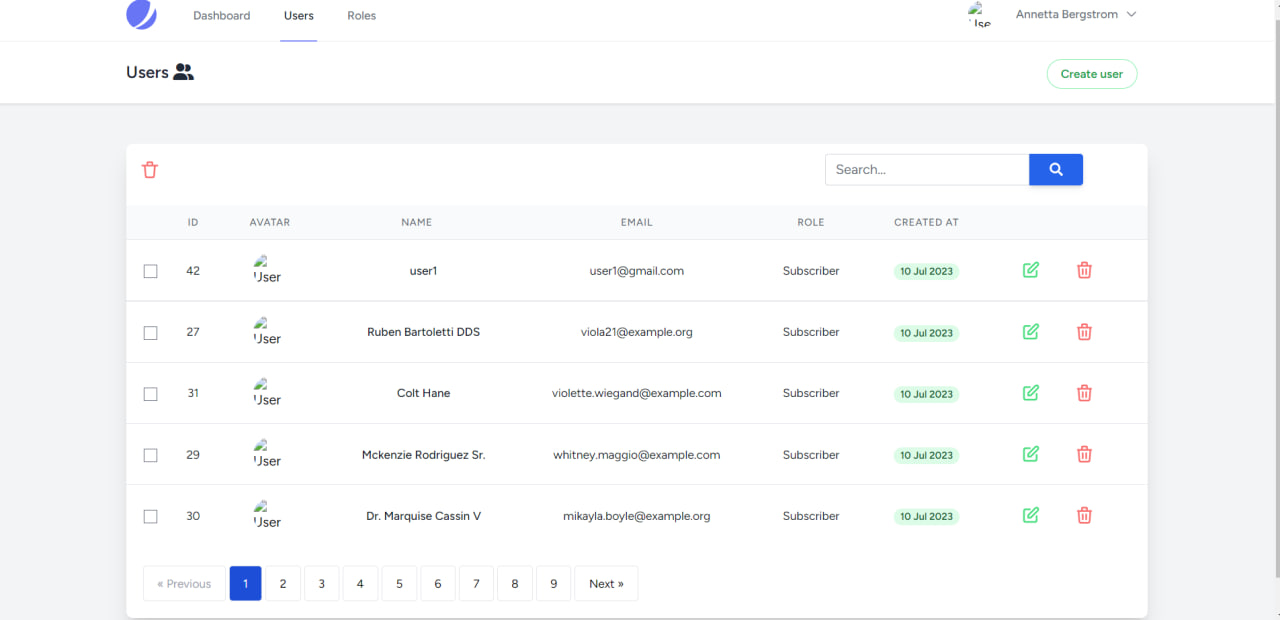 Dashboard Users Roles Use Annetta Bergstrom
Users Create user
Search...
ID AVATAR NAME EMAIL ROLE CREATED AT
42 User user1 user1@gmail.com Subscriber 10 Jul 2023
27 User Ruben Bartoletti DDS viola21@example.org Subscriber 10 Jul 2023
31 User Colt Hane violette.wiegand@example.com Subscriber 10 Jul 2023
29 User Mckenzie Rodriguez Sr. whitney.maggio@example.com Subscriber 10 Jul 2023
30 User Dr. Marquise Cassin V mikayla.boyle@example.org Subscriber 10 Jul 2023
« Previous 1 2 3 4 5 6 7 8 9 Next »